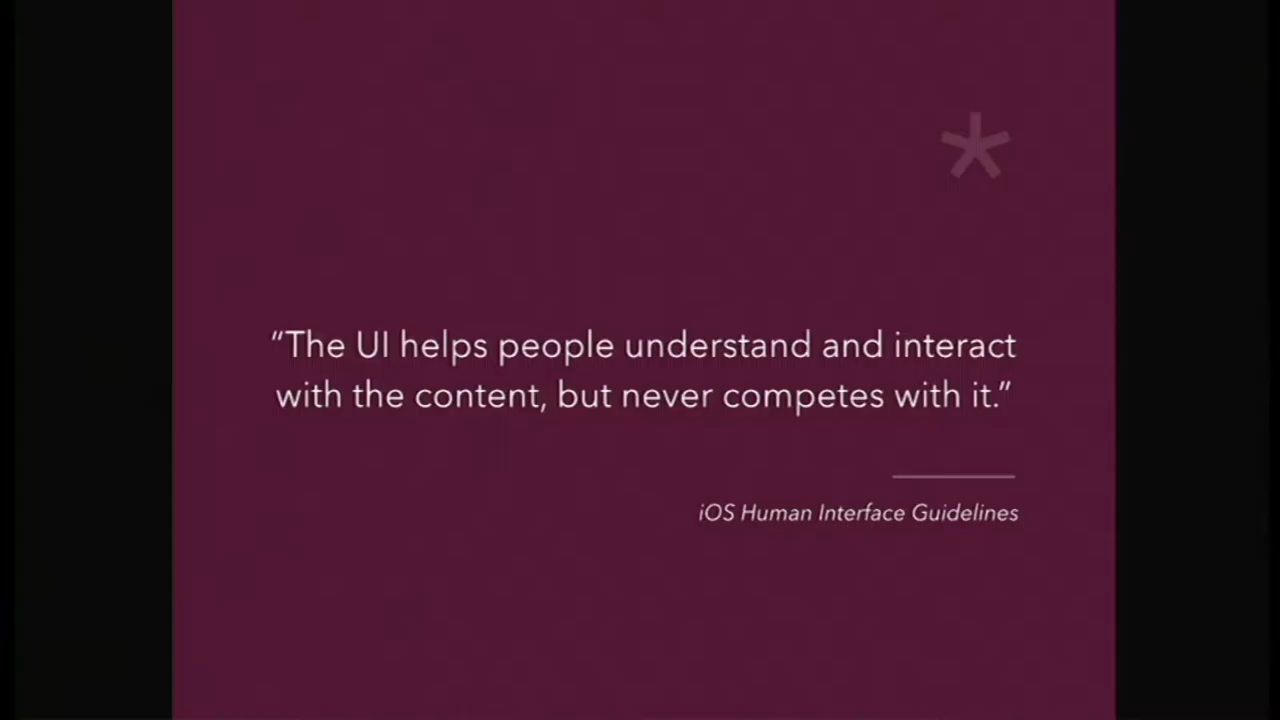 *
“The UI helps people understand and interact
with the content, but never competes with it.”
iOS Human Interface Guidelines